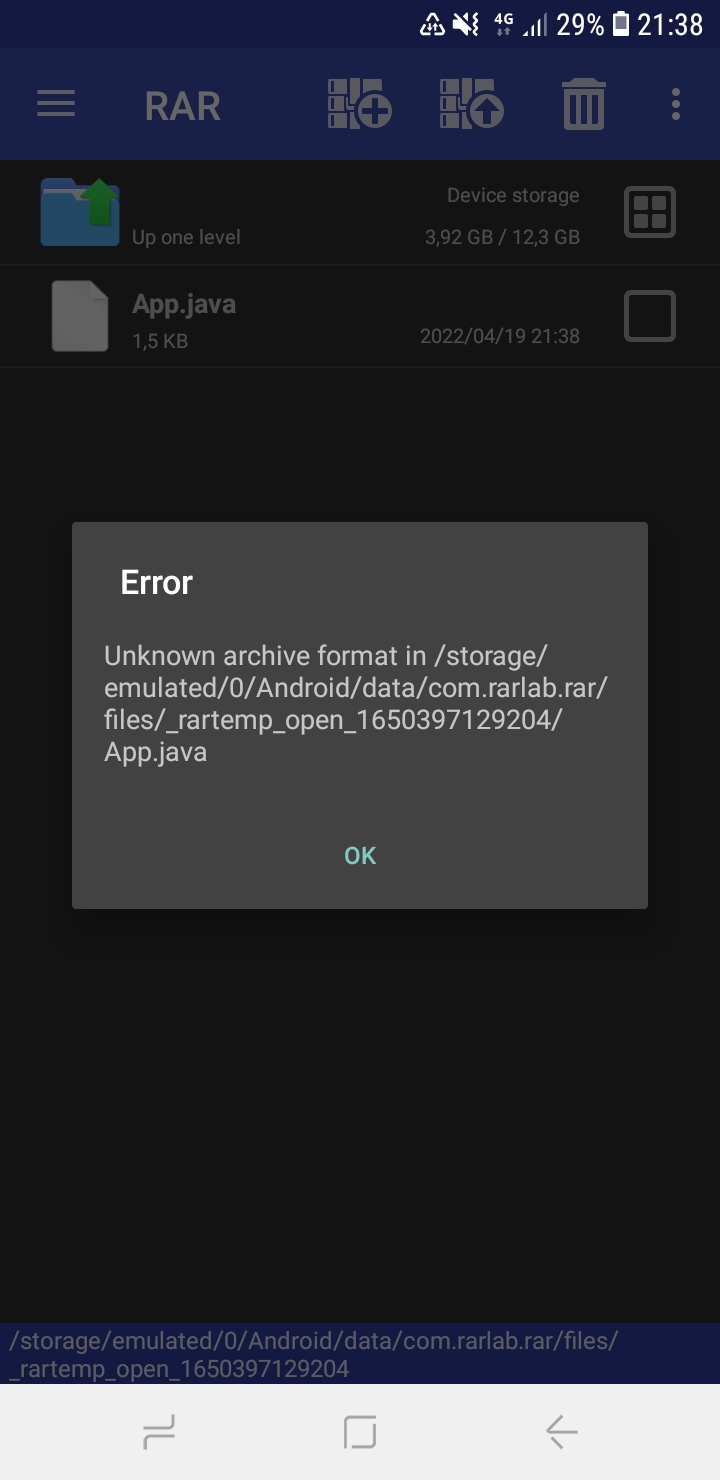 4G 29% 21:38
RAR
Device storage
Up one level 3,92 GB / 12,3 GB
App.java
1,5 KB 2022/04/19 21:38
Error
Unknown archive format in /storage/
emulated/0/Android/data/com.rarlab.rar/
files/_rartemp_open_1650397129204/
App.java
OK
/storage/emulated/0/Android/data/com.rarlab.rar/files/
_rartemp_open_1650397129204